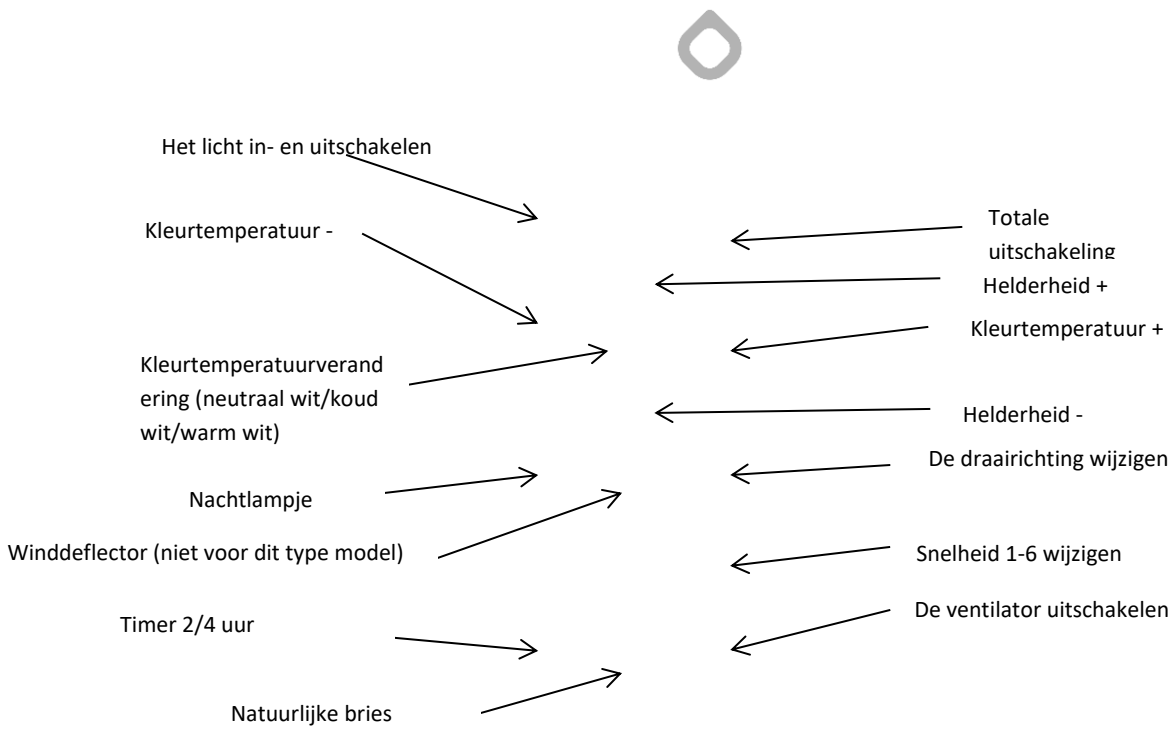 Het licht in- en uitschakelen
Kleurtemperatuur -
Kleurtemperatuurverand
ering (neutraal wit/koud
wit/warm wit)
Nachtlampje
Winddeflector (niet voor dit type model)
Timer 2/4 uur
Natuurlijke bries
Totale
uitschakeling
Helderheid +
Kleurtemperatuur +
Helderheid -
De draairichting wijzigen
Snelheid 1-6 wijzigen
De ventilator uitschakelen